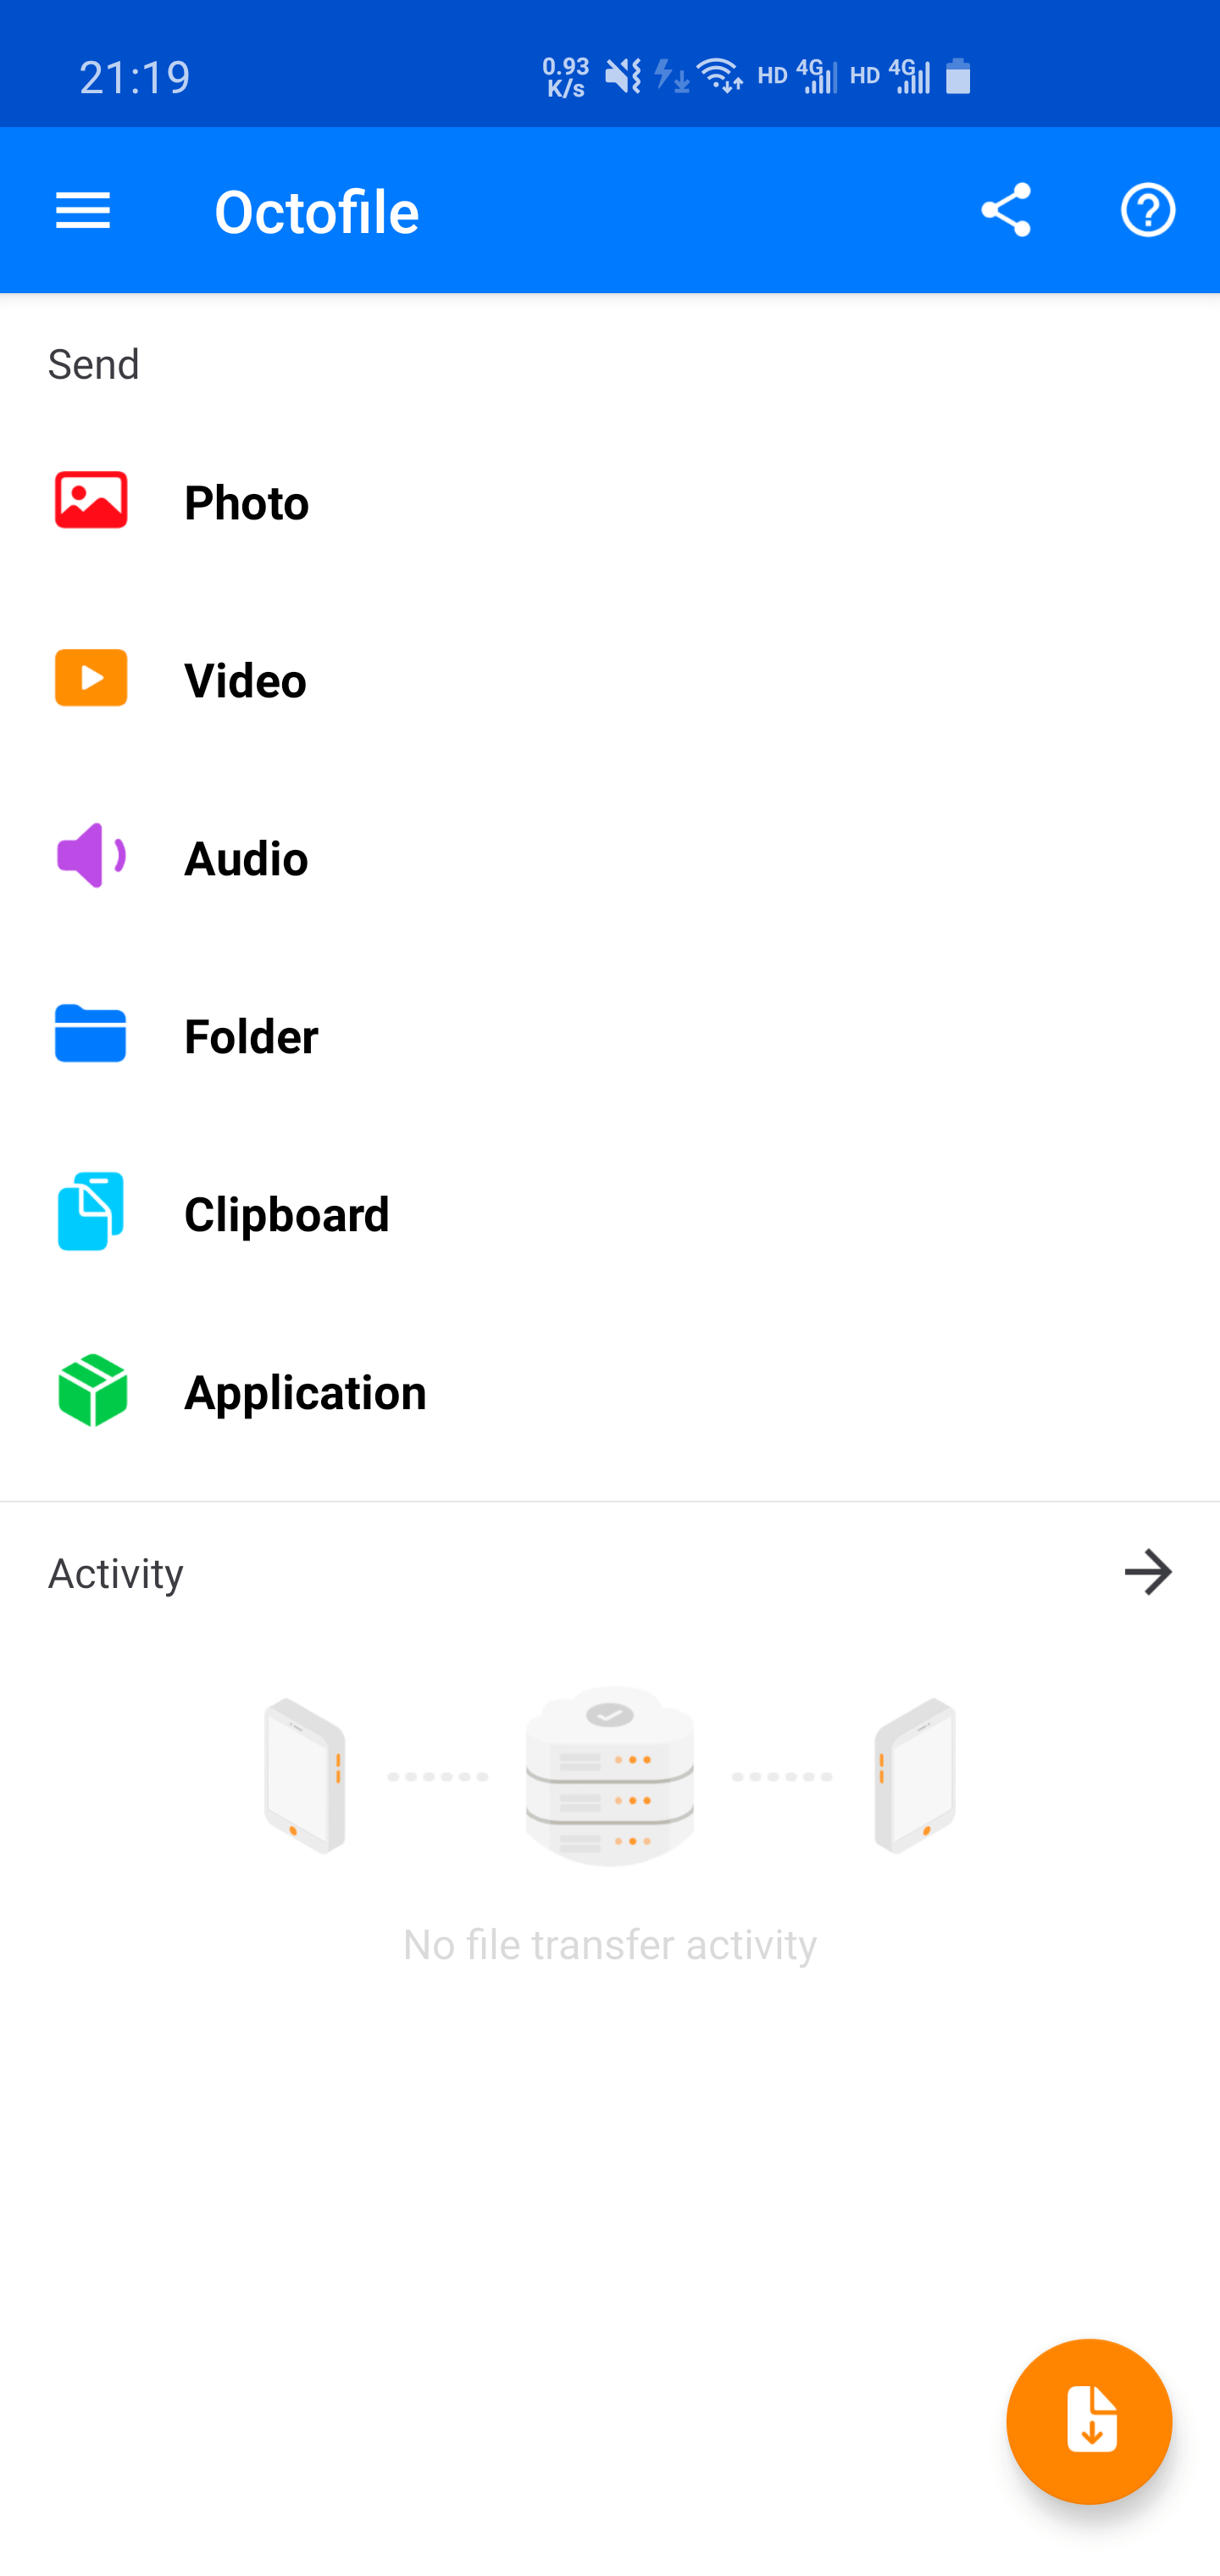 21:19
0.93
K/s
HD 4G HD 4G
Octofile
Send
Photo
Video
Audio
Folder
Clipboard
Application
Activity
No file transfer activity